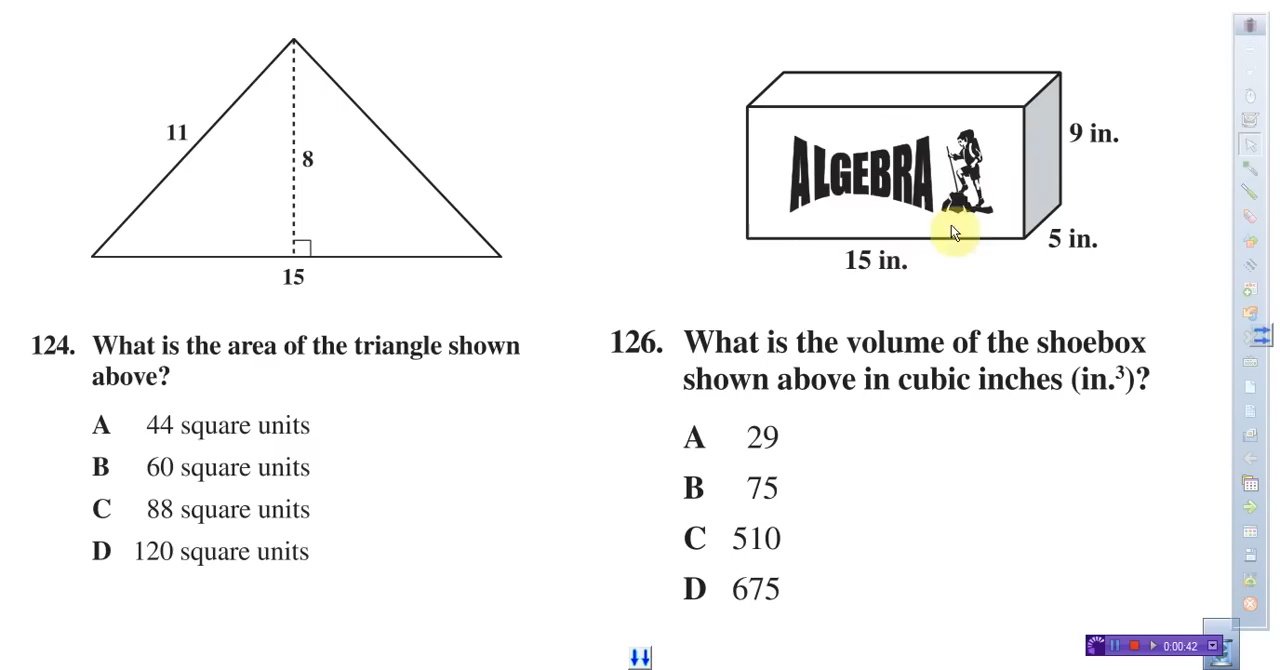 11
8
15
124. What is the area of the triangle shown
above?
A 44 square units
B 60 square units
C 88 square units
D 120 square units
ALGEBRA
9 in.
5 in.
15 in.
126. What is the volume of the shoebox
shown above in cubic inches (in.³)?
A 29
B 75
C 510
D 675
0:00:42